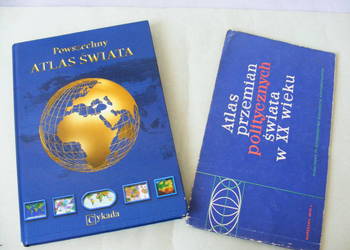 Powszechny
ATLAS ŚWIATA
Cykada
Atlas
przemian
politycznych
świata
w XX wieku